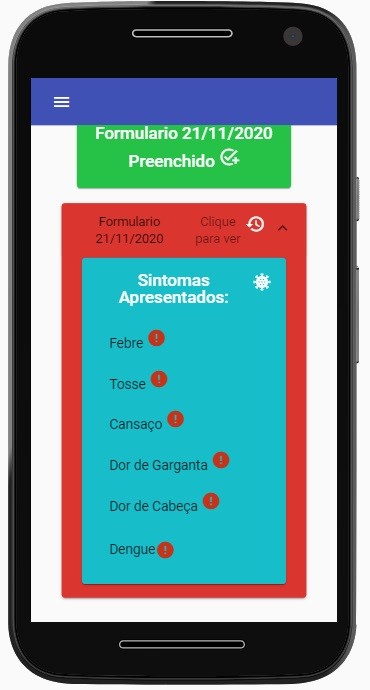 Formulario 21/11/2020
Preenchido
Formulario
21/11/2020
Clique
para ver
Sintomas
Apresentados:
Febre
Tosse
Cansaço
Dor de Garganta
Dor de Cabeça
Dengue